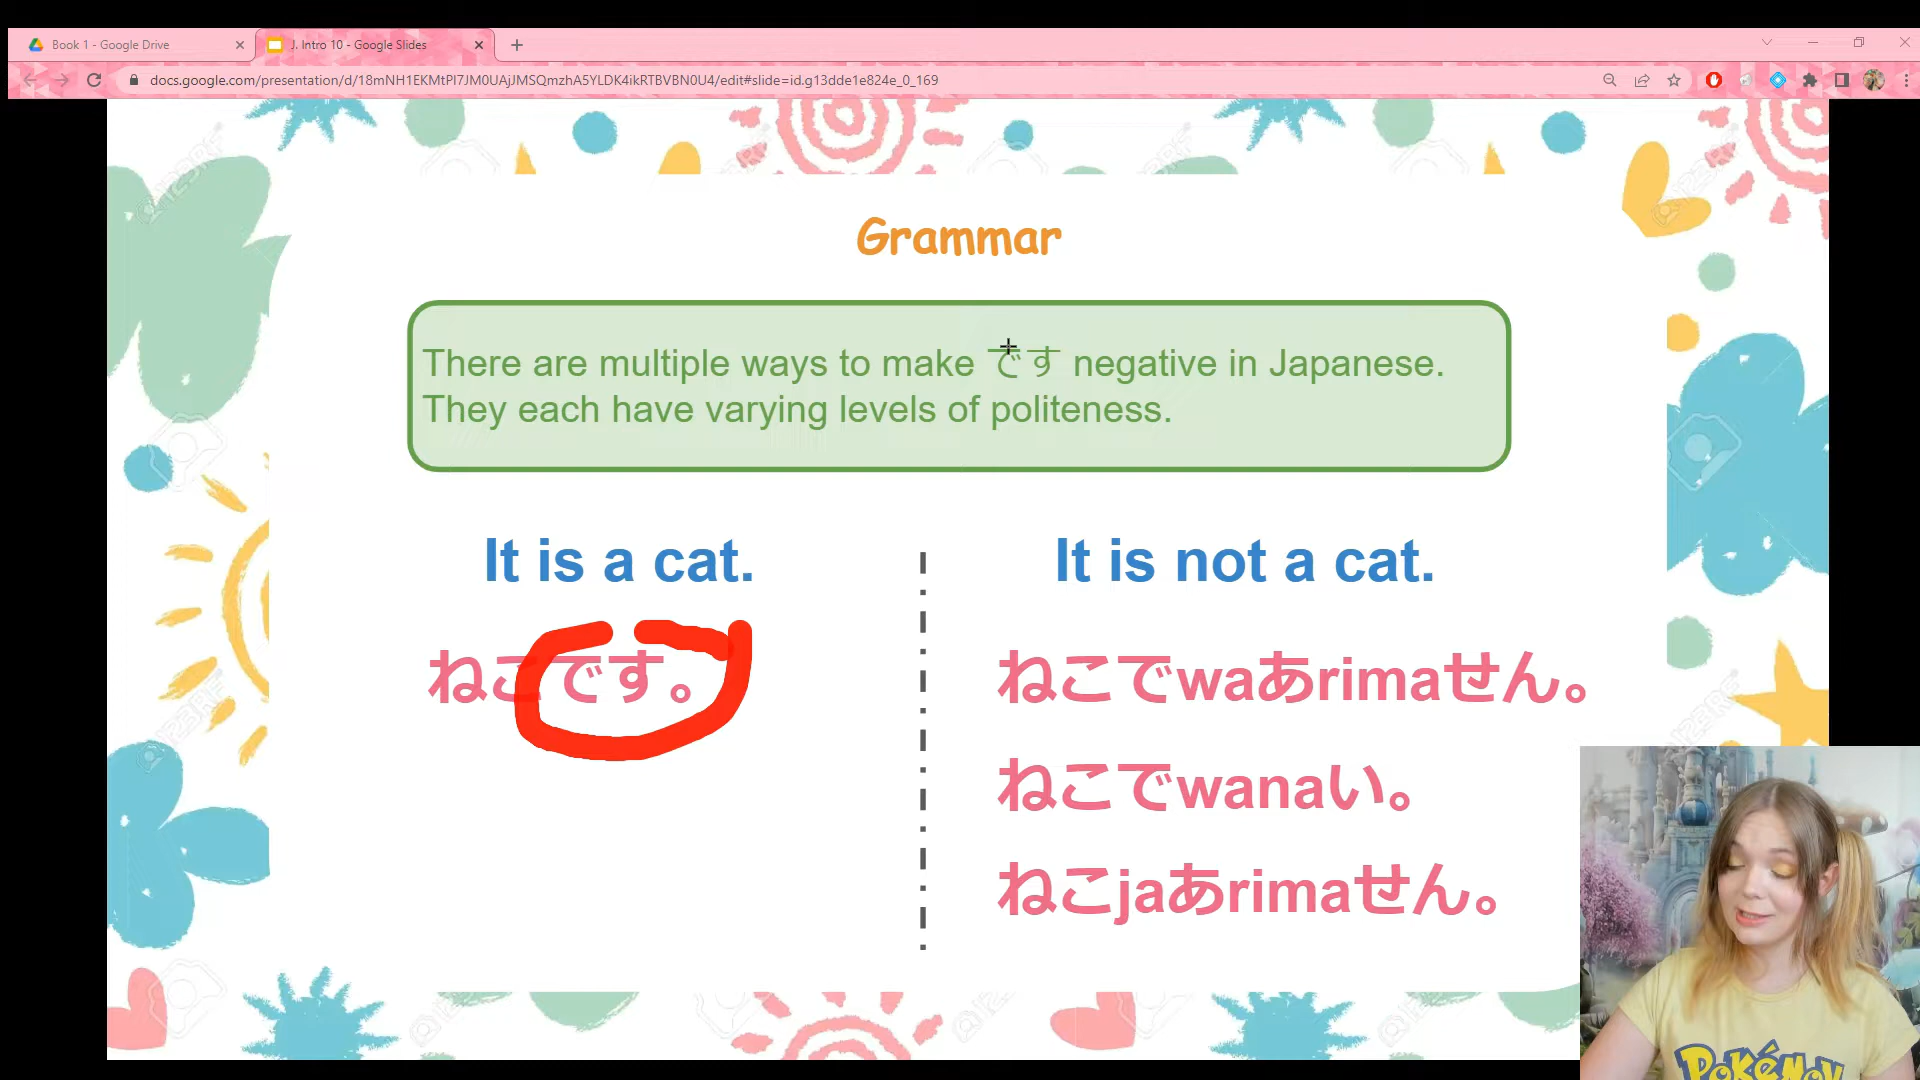 Book 1 - Google Drive
J. Intro 10 - Google Slides
docs.google.com/presentation/d/18mNH1EKMtPI7JM0UAjJMSQmzhA5YLDK4ikRTBVBN0U4/edit#slide=id.g13dde1e824e_0_169
Grammar
There are multiple ways to make です negative in Japanese.
They each have varying levels of politeness.
It is a cat.
ねこです。
It is not a cat.
ねこでwaあrimaせん。
ねこでwanaい。
ねこjaあrimaせん。
POKéMON
123RF